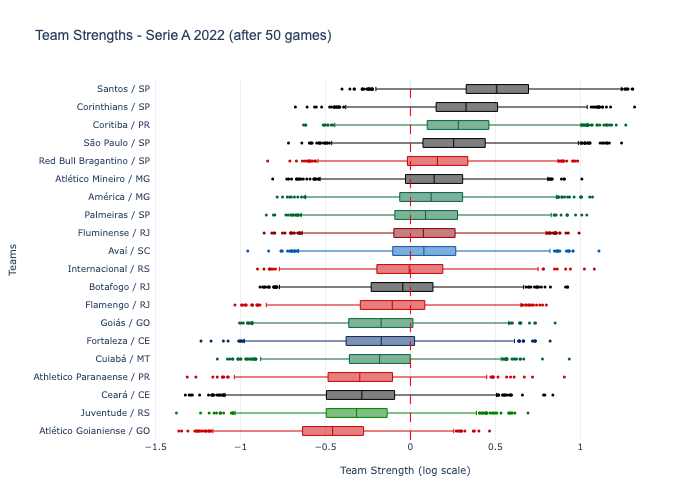 Team Strengths - Serie A 2022 (after 50 games)
Santos / SP
Corinthians / SP
Coritiba / PR
São Paulo / SP
Red Bull Bragantino / SP
Atlético Mineiro / MG
América / MG
Palmeiras / SP
Fluminense / RJ
Avaí / SC
Internacional / RS
Botafogo / RJ
Flamengo / RJ
Goiás / GO
Fortaleza / CE
Cuiabá / MT
Athletico Paranaense / PR
Ceará / CE
Juventude / RS
Atlético Goianiense / GO
Teams
−1.5 −1 −0.5 0 0.5 1
Team Strength (log scale)